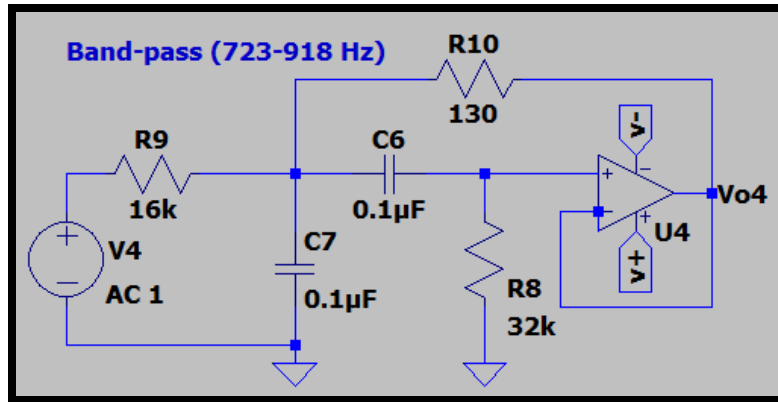 Band-pass (723-918 Hz)
R10
130
R9
16k
C6
0.1µF
V-
+
−
Vo4
+
−
+
U4
V+
V4
AC 1
+
−
C7
0.1µF
R8
32k